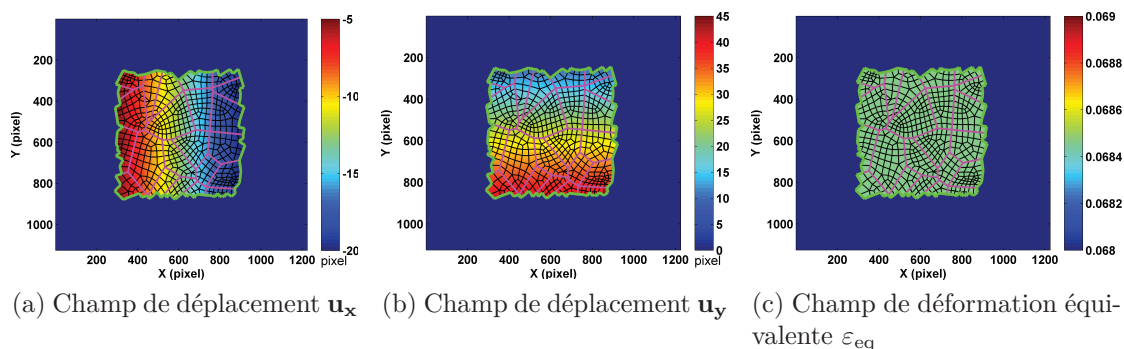 -5
-10
-15
-20
pixel
200
400
600
800
1000
Y (pixel)
200 400 600 800 1000 1200
X (pixel)
45
40
35
30
25
20
15
10
5
0
pixel
200
400
600
800
1000
Y (pixel)
200 400 600 800 1000 1200
X (pixel)
0.069
0.0688
0.0686
0.0684
0.0682
0.068
200
400
600
800
1000
Y (pixel)
200 400 600 800 1000 1200
X (pixel)
(a) Champ de déplacement u_x
(b) Champ de déplacement u_y
(c) Champ de déformation équi-
valente ε_eq